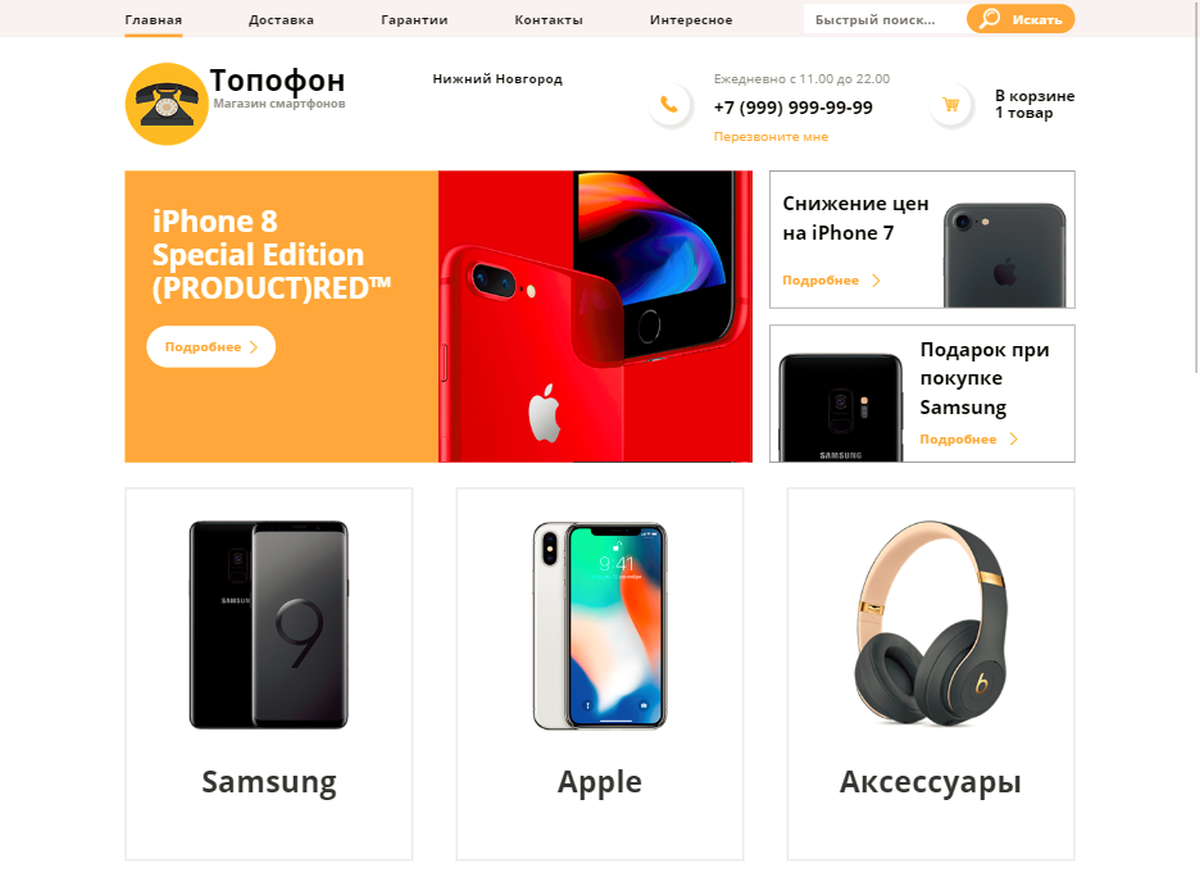 Главная Доставка Гарантии Контакты Интересное Быстрый поиск... Искать
Топофон
Магазин смартфонов
Нижний Новгород
Ежедневно с 11.00 до 22.00
+7 (999) 999-99-99
Перезвоните мне
В корзине
1 товар
iPhone 8
Special Edition
(PRODUCT)RED™
Подробнее
Снижение цен
на iPhone 7
Подробнее
Подарок при
покупке
Samsung
Подробнее
SAMSUNG
SAMSUN
9
9:41
Samsung
Apple
Аксессуары